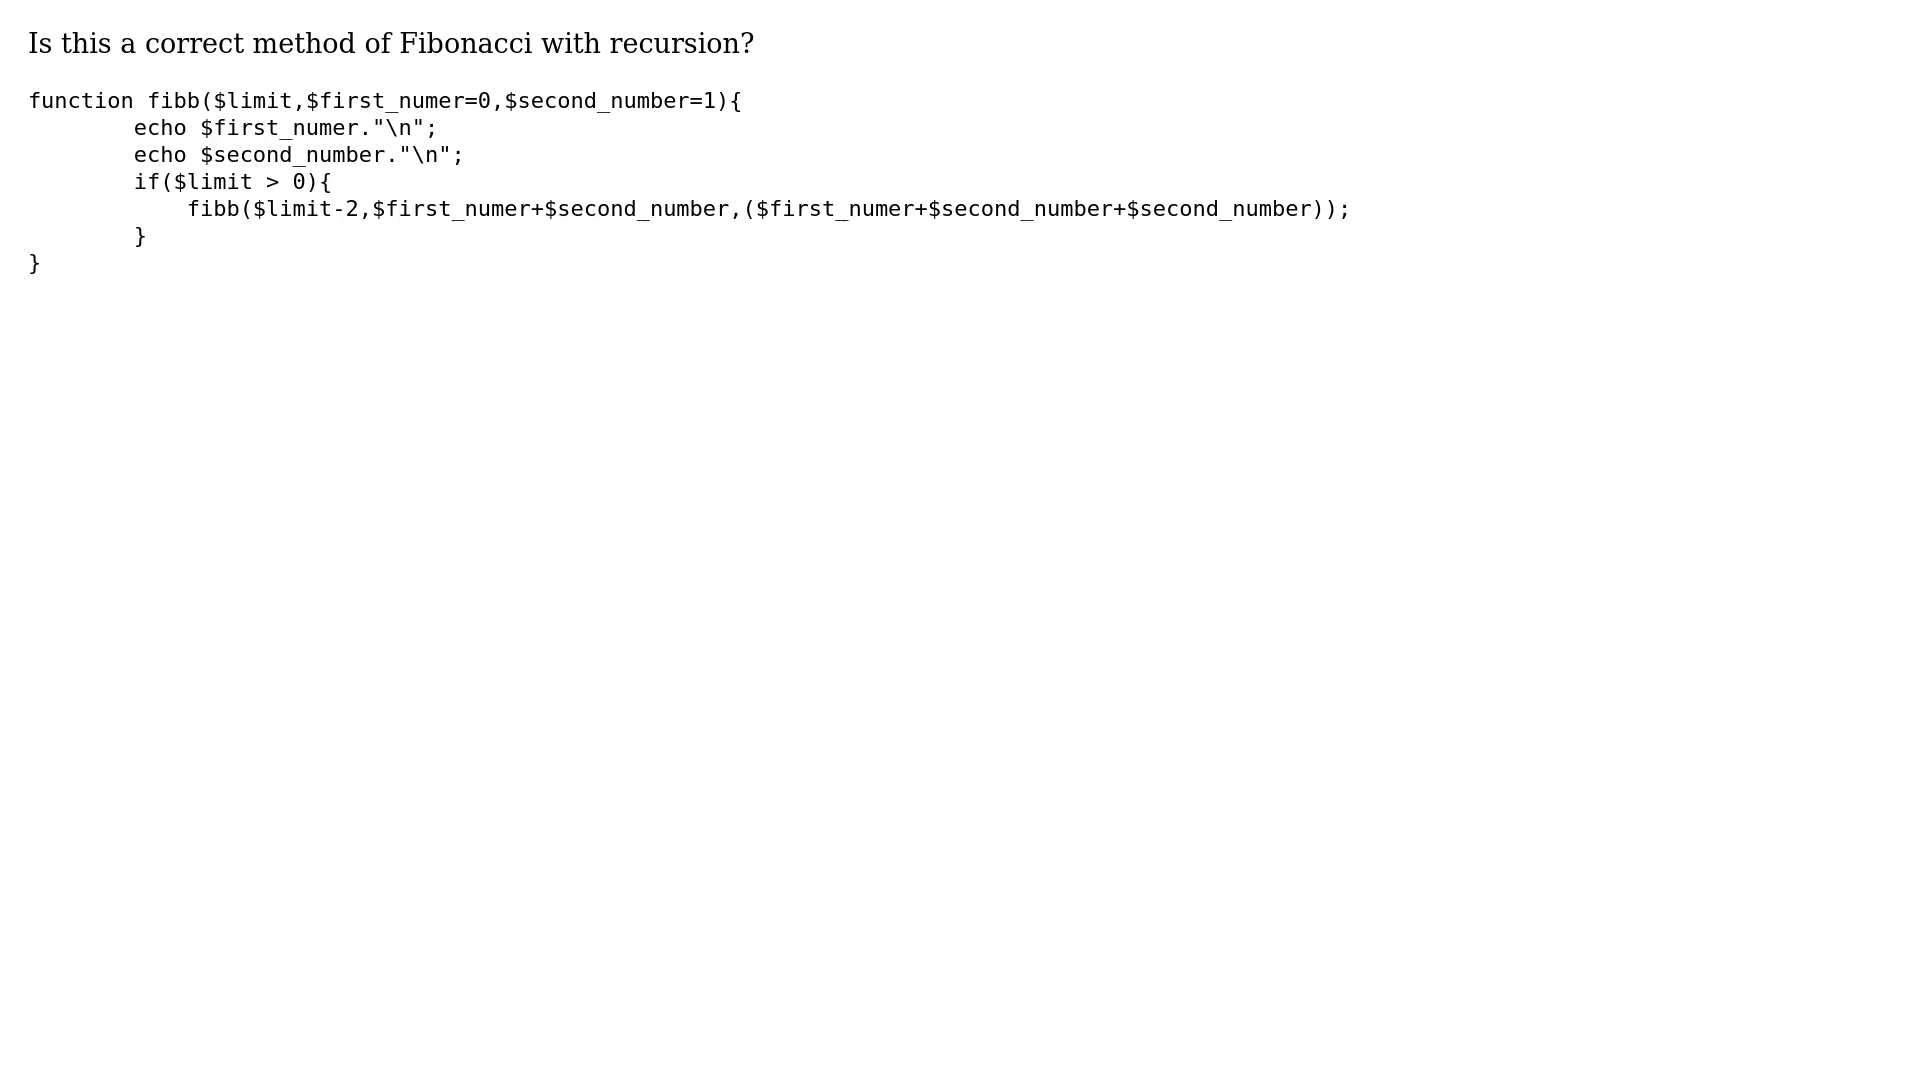 Is this a correct method of Fibonacci with recursion?
function fibb($limit,$first_numer=0,$second_number=1){
        echo $first_numer."\n";
        echo $second_number."\n";
        if($limit > 0){
            fibb($limit-2,$first_numer+$second_number,($first_numer+$second_number+$second_number));
        }
}